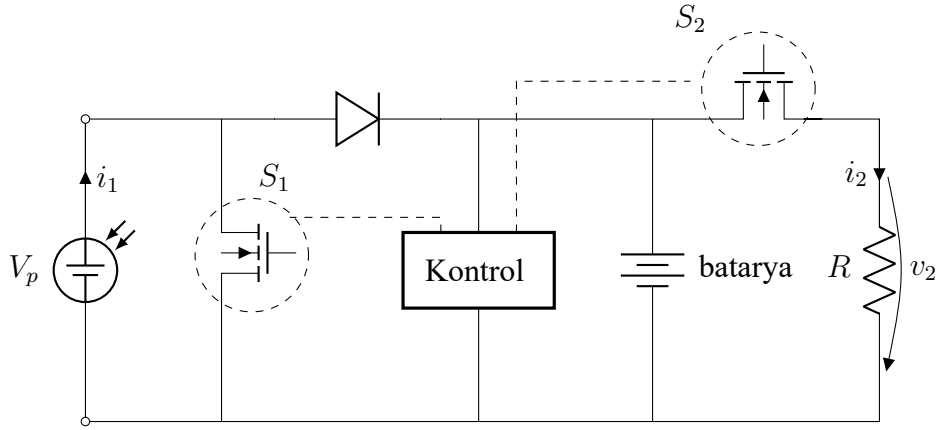 S₂
i₁
S₁
i₂
Vₚ
Kontrol
batarya
R
v₂